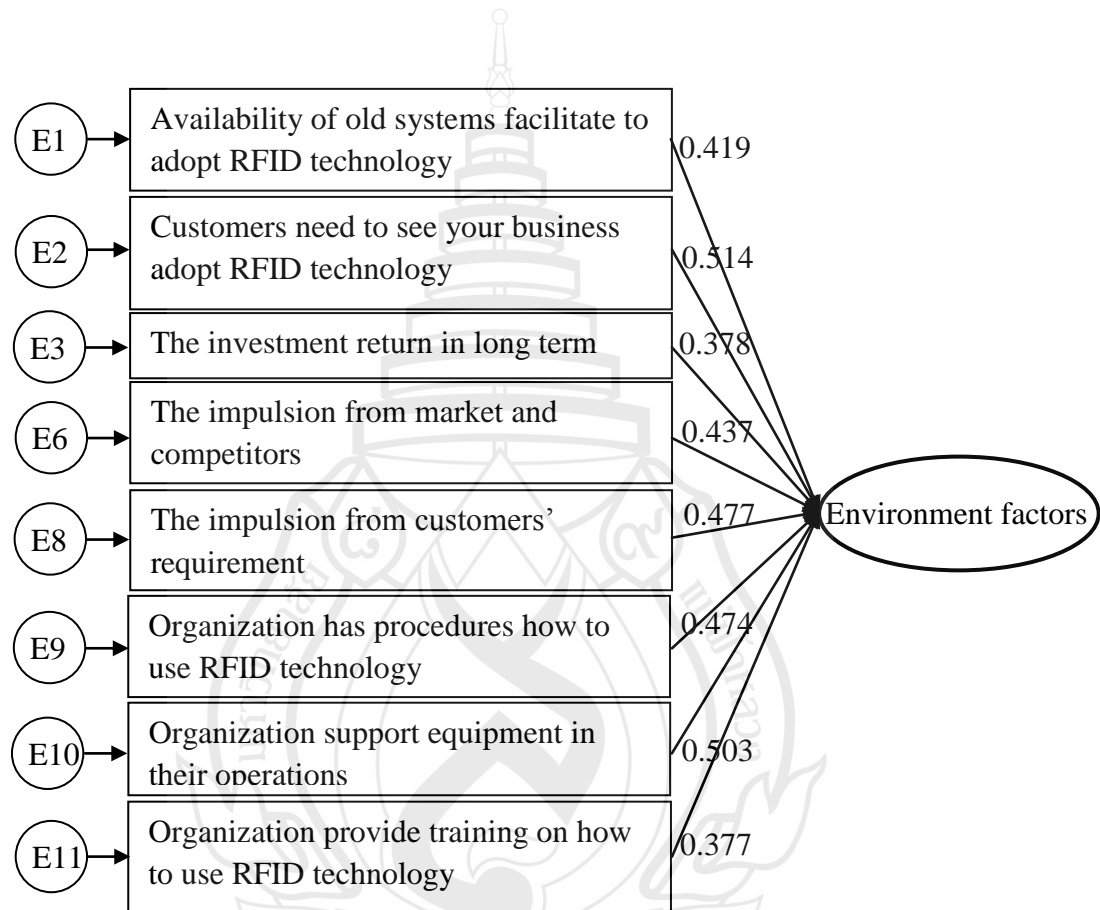 E1
Availability of old systems facilitate to
adopt RFID technology
0.419
E2
Customers need to see your business
adopt RFID technology
0.514
E3
The investment return in long term
0.378
E6
The impulsion from market and
competitors
0.437
E8
The impulsion from customers’
requirement
0.477
Environment factors
E9
Organization has procedures how to
use RFID technology
0.474
E10
Organization support equipment in
their operations
0.503
E11
Organization provide training on how
to use RFID technology
0.377